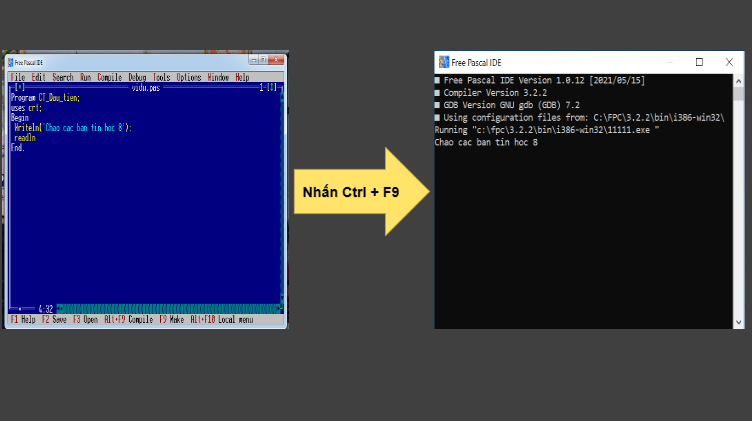 Free Pascal IDE
File Edit Search Run Compile Debug Tools Options Window Help
vidu.pas 1
Program CT_Dau_tien;
uses crt;
Begin
Writeln('Chao cac ban tin hoc 8');
readln
End.
4:32
F1 Help F2 Save F3 Open Alt+F9 Compile F9 Make Alt+F10 Local menu
Nhấn Ctrl + F9
Free Pascal IDE
Free Pascal IDE Version 1.0.12 [2021/05/15]
Compiler Version 3.2.2
GDB Version GNU gdb (GDB) 7.2
Using configuration files from: C:\FPC\3.2.2\bin\i386-win32\
Running "c:\fpc\3.2.2\bin\i386-win32\11111.exe "
Chao cac ban tin hoc 8